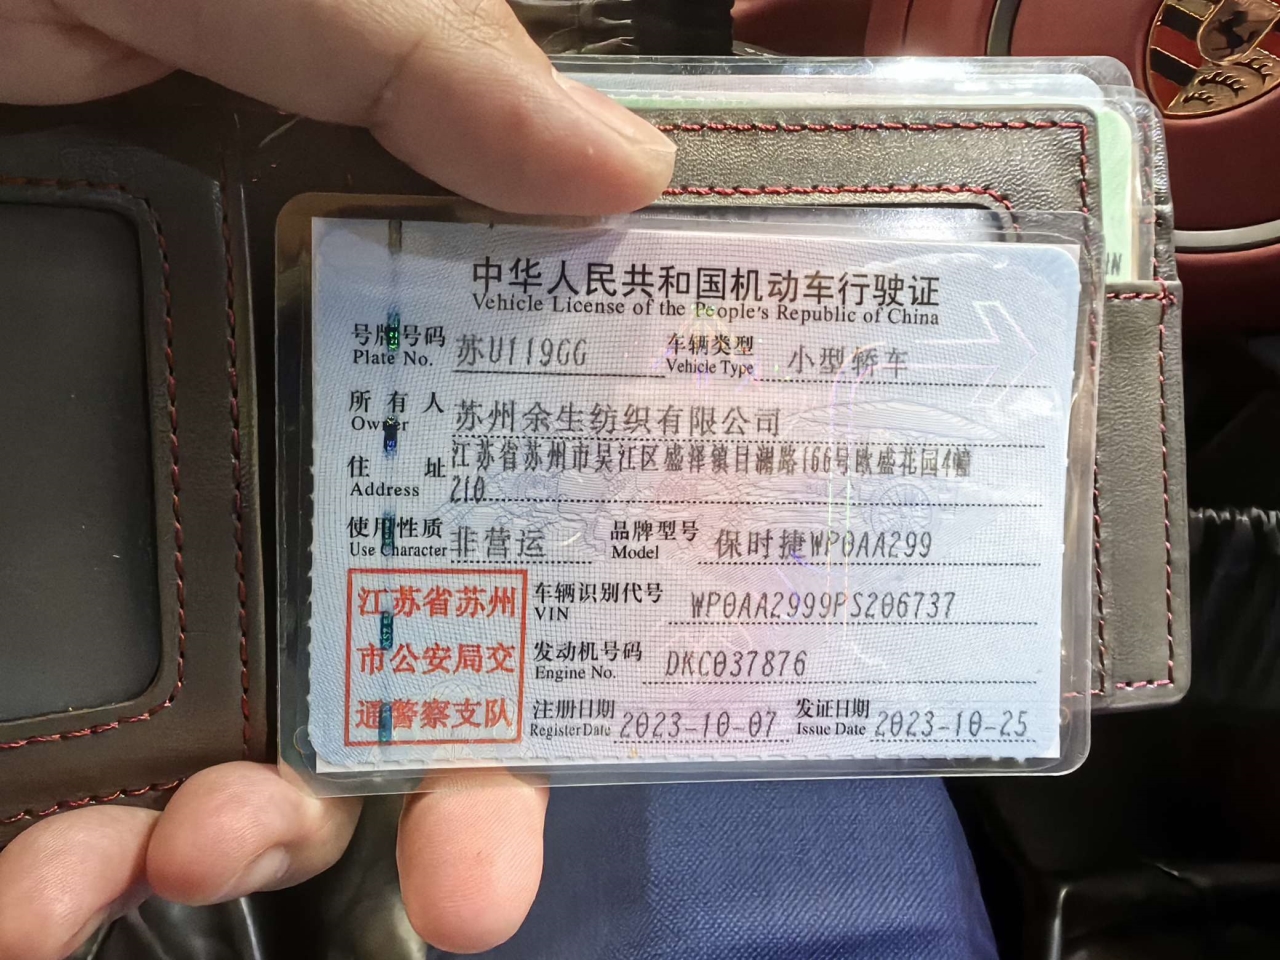 中华人民共和国机动车行驶证
Vehicle License of the People's Republic of China
号牌号码 苏U119GG 车辆类型 小型轿车
Plate No. Vehicle Type
所有人 苏州余生纺织有限公司
Owner
住址 江苏省苏州市吴江区盛泽镇目澜路166号欧盛花园4幢
Address 210
使用性质 非营运 品牌型号 保时捷WP0AA299
Use Character Model
江苏省苏州
市公安局交
通警察支队
车辆识别代号 WP0AA2999PS206737
VIN
发动机号码 DKC037876
Engine No.
注册日期 2023-10-07 发证日期 2023-10-25
Register Date Issue Date